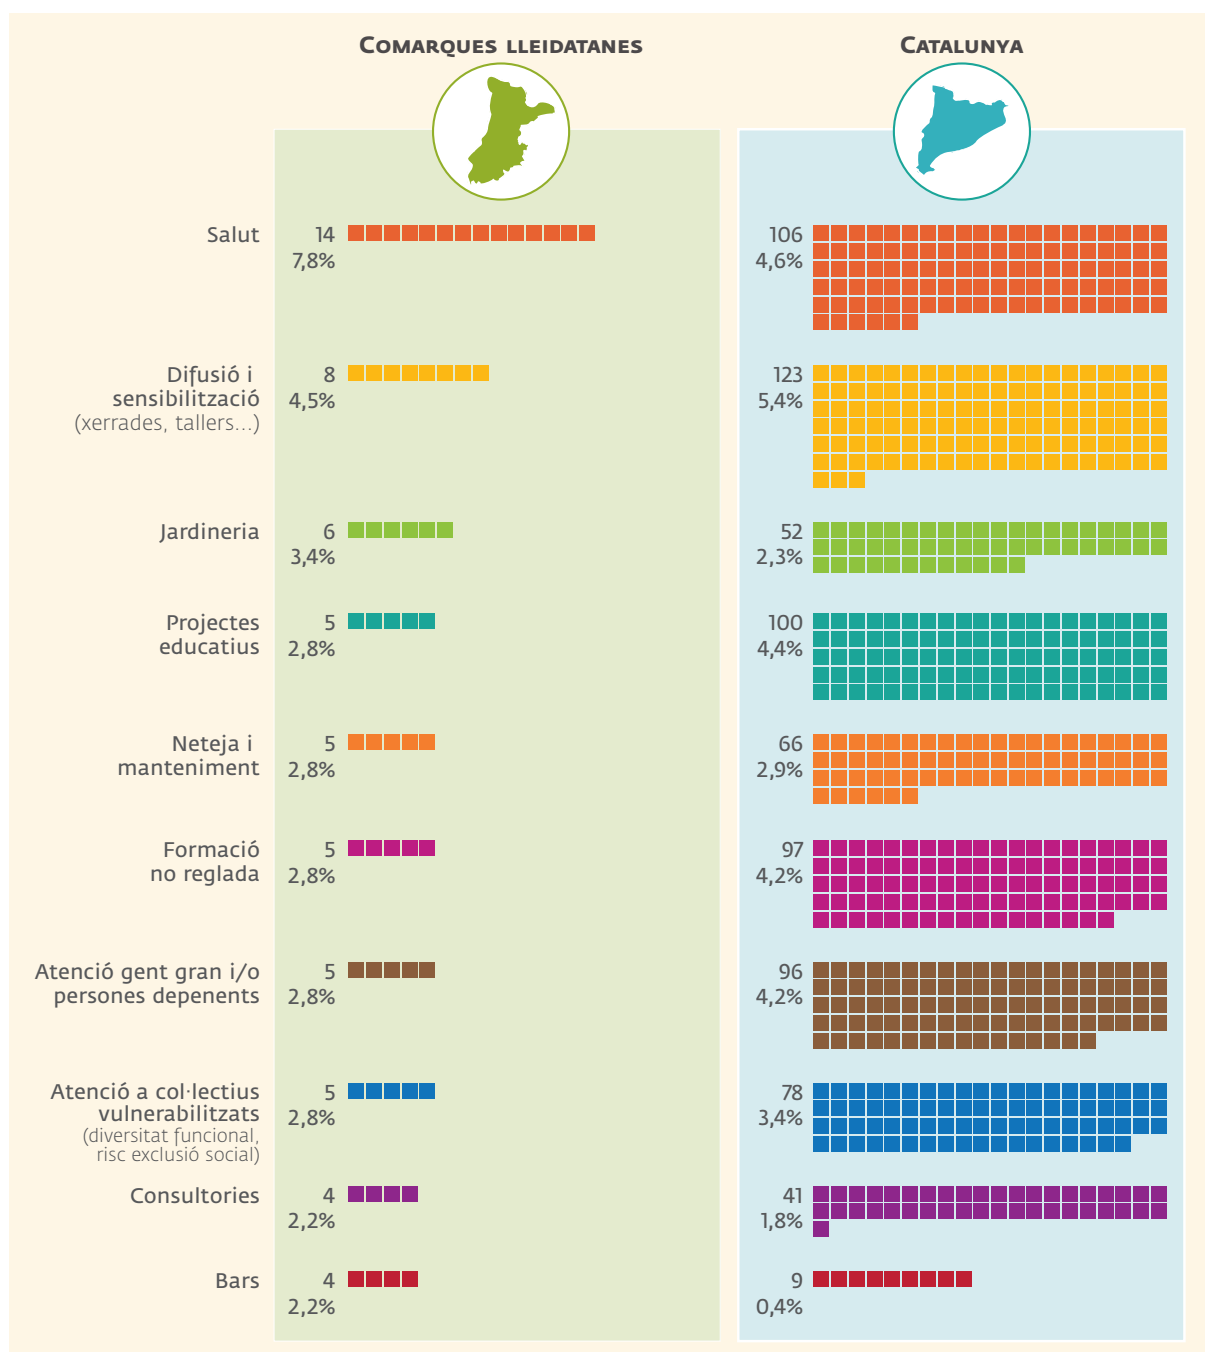 Comarques lleidatanes
Catalunya
Salut
14
7,8%
106
4,6%
Difusió i
sensibilització
(xerrades, tallers...)
8
4,5%
123
5,4%
Jardineria
6
3,4%
52
2,3%
Projectes
educatius
5
2,8%
100
4,4%
Neteja i
manteniment
5
2,8%
66
2,9%
Formació
no reglada
5
2,8%
97
4,2%
Atenció gent gran i/o
persones depenents
5
2,8%
96
4,2%
Atenció a col·lectius
vulnerabilitzats
(diversitat funcional,
risc exclusió social)
5
2,8%
78
3,4%
Consultories
4
2,2%
41
1,8%
Bars
4
2,2%
9
0,4%